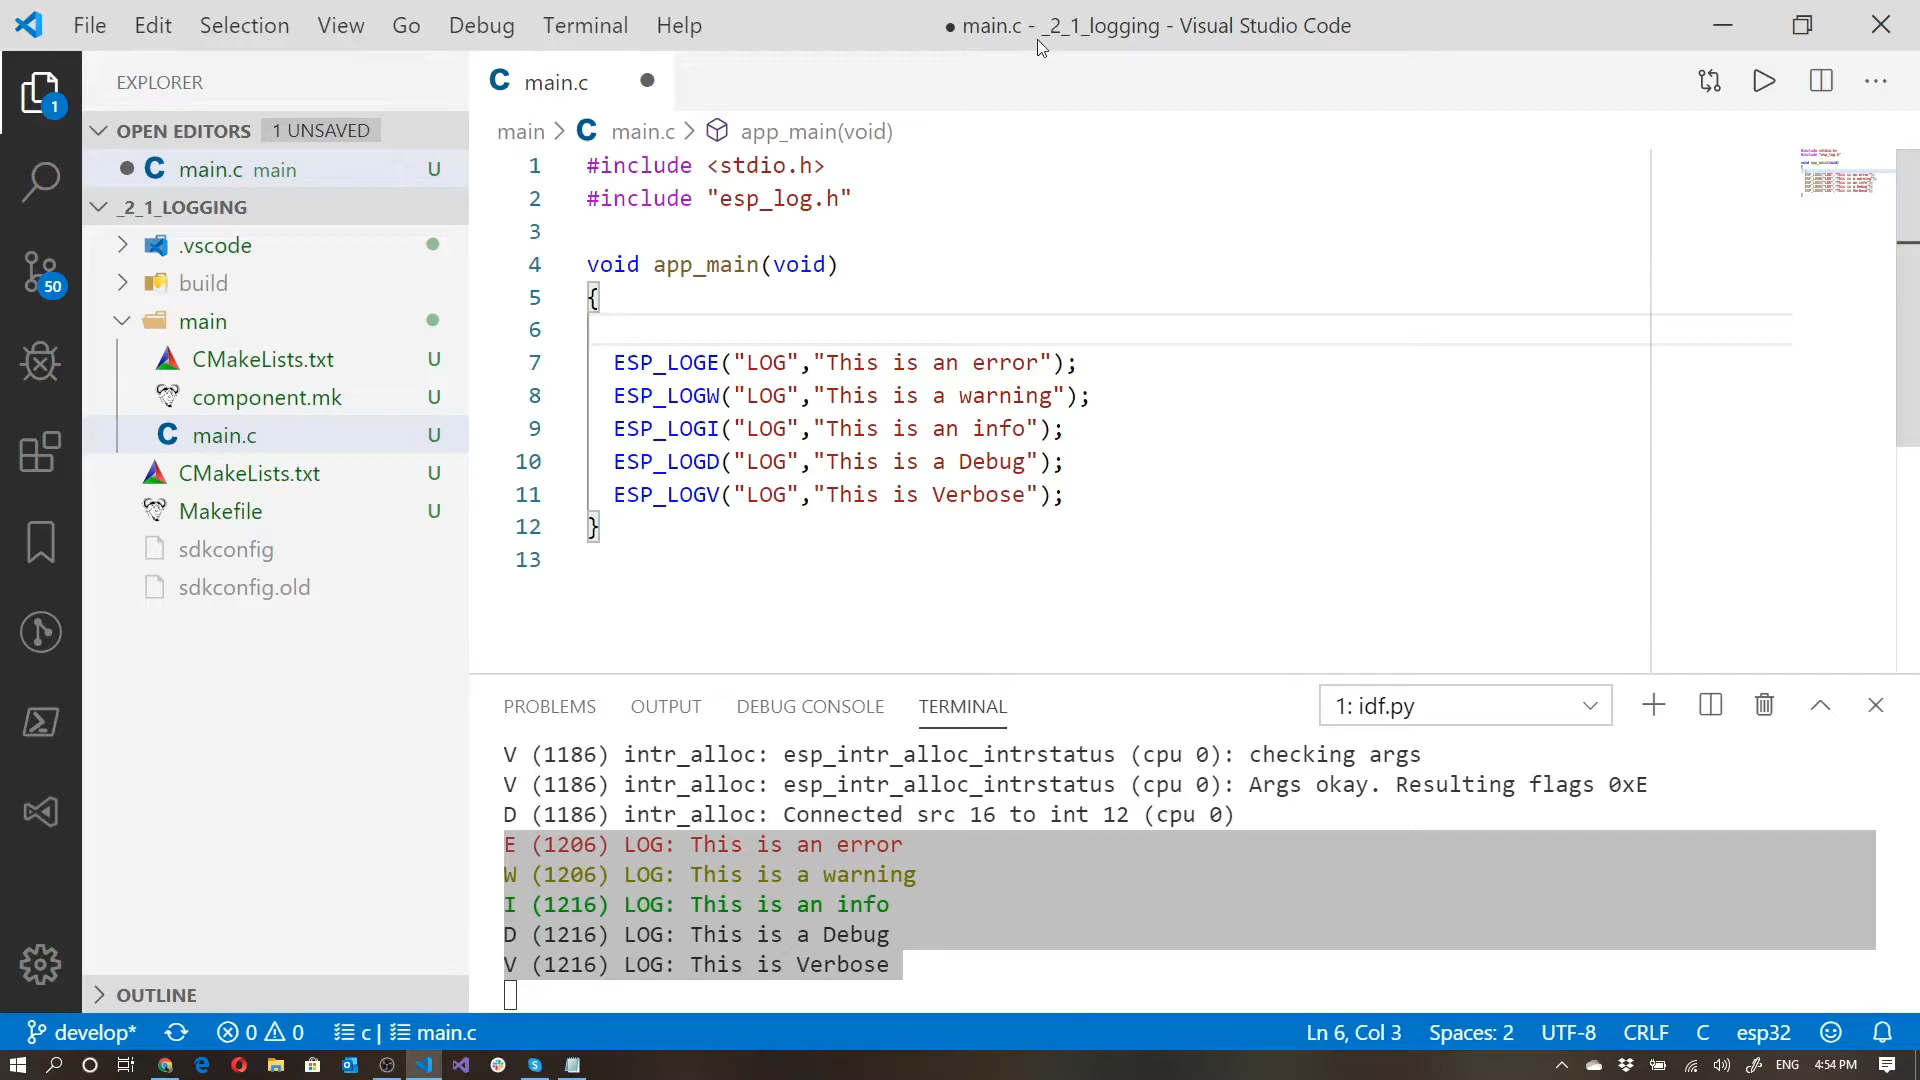 File Edit Selection View Go Debug Terminal Help
● main.c - _2_1_logging - Visual Studio Code
EXPLORER
OPEN EDITORS 1 UNSAVED
main.c main U
_2_1_LOGGING
.vscode
build
main
CMakeLists.txt U
component.mk U
main.c U
CMakeLists.txt U
Makefile U
sdkconfig
sdkconfig.old
OUTLINE
1
50
main.c
main > main.c > app_main(void)
1 #include <stdio.h>
2 #include "esp_log.h"
3
4 void app_main(void)
5 {
6
7 ESP_LOGE("LOG","This is an error");
8 ESP_LOGW("LOG","This is a warning");
9 ESP_LOGI("LOG","This is an info");
10 ESP_LOGD("LOG","This is a Debug");
11 ESP_LOGV("LOG","This is Verbose");
12 }
13
PROBLEMS OUTPUT DEBUG CONSOLE TERMINAL 1: idf.py
V (1186) intr_alloc: esp_intr_alloc_intrstatus (cpu 0): checking args
V (1186) intr_alloc: esp_intr_alloc_intrstatus (cpu 0): Args okay. Resulting flags 0xE
D (1186) intr_alloc: Connected src 16 to int 12 (cpu 0)
E (1206) LOG: This is an error
W (1206) LOG: This is a warning
I (1216) LOG: This is an info
D (1216) LOG: This is a Debug
V (1216) LOG: This is Verbose
develop* 0 0 c | main.c Ln 6, Col 3 Spaces: 2 UTF-8 CRLF C esp32
ENG 4:54 PM